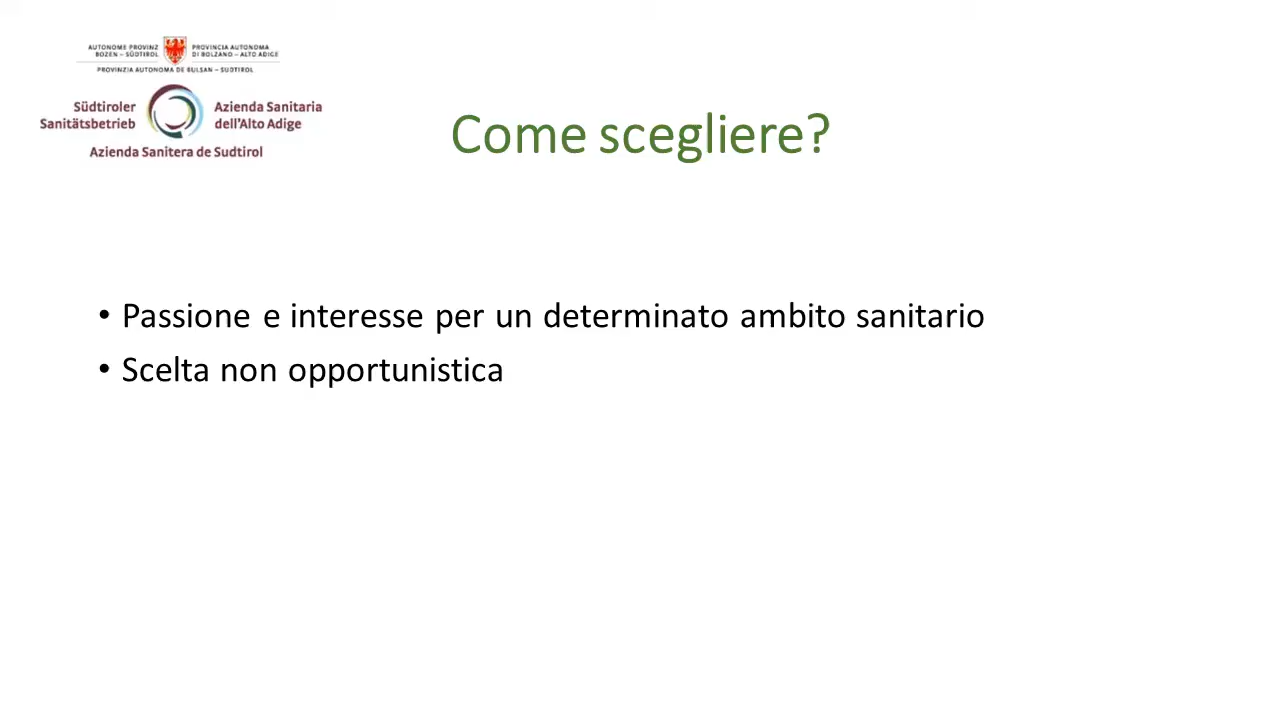 AUTONOME PROVINZ
BOZEN – SÜDTIROL
PROVINCIA AUTONOMA
DI BOLZANO – ALTO ADIGE
PROVINZIA AUTONOMA DE BULSAN – SUDTIROL
Südtiroler
Sanitätsbetrieb
Azienda Sanitaria
dell'Alto Adige
Azienda Sanitera de Sudtirol
Come scegliere?
• Passione e interesse per un determinato ambito sanitario
• Scelta non opportunistica